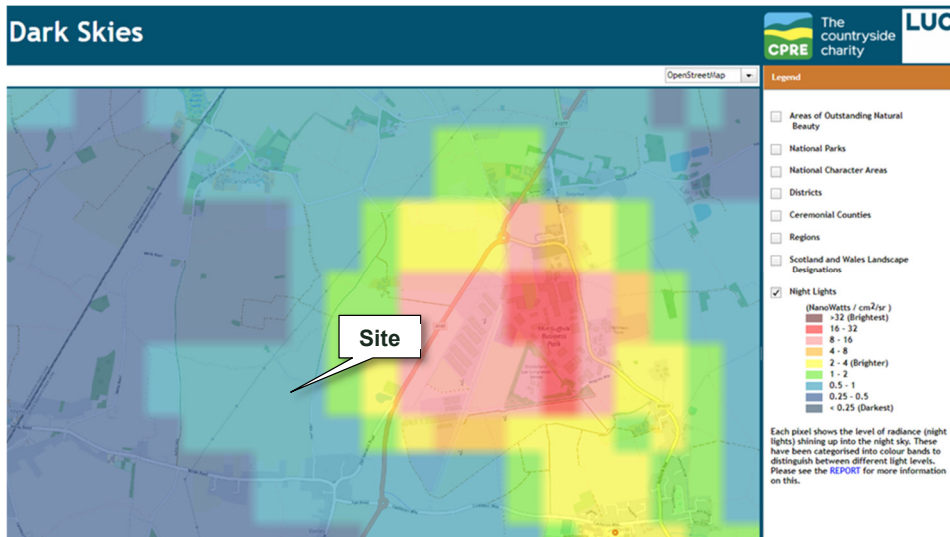 Dark Skies
CPRE
The
countryside
charity
LUC
OpenStreetMap
Legend
Areas of Outstanding Natural
Beauty
National Parks
National Character Areas
Districts
Ceremonial Counties
Regions
Scotland and Wales Landscape
Designations
Night Lights
(NanoWatts / cm2/sr )
>32 (Brightest)
16 - 32
8 - 16
4 - 8
2 - 4 (Brighter)
1 - 2
0.5 - 1
0.25 - 0.5
< 0.25 (Darkest)
Each pixel shows the level of radiance (night
lights) shining up into the night sky. These
have been categorised into colour bands to
distinguish between different light levels.
Please see the REPORT for more information
on this.
Site
Business
Park